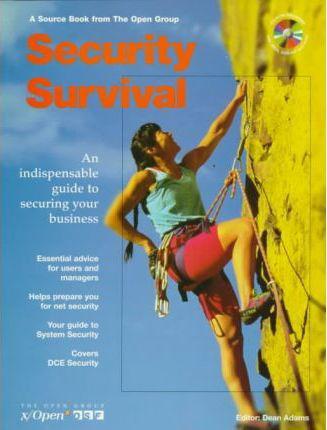 A Source Book from The Open Group
Security
Survival
An
indispensable
guide to
securing your
business
Essential advice
for users and
managers
Helps prepare you
for net security
Your guide to
System Security
Covers
DCE Security
THE OPEN GROUP
x/Open OSF
Editor: Dean Adams